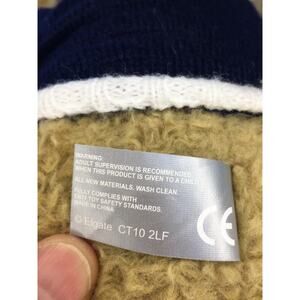 WARNING:
ADULT SUPERVISION IS RECOMMENDED
WHEN THIS PRODUCT IS GIVEN TO A CHILD
ALL NEW MATERIALS, WASH CLEAN.
FULLY COMPLIES WITH
EN71 TOY SAFETY STANDARDS.
MADE IN CHINA.
© Elgate CT10 2LF
CE